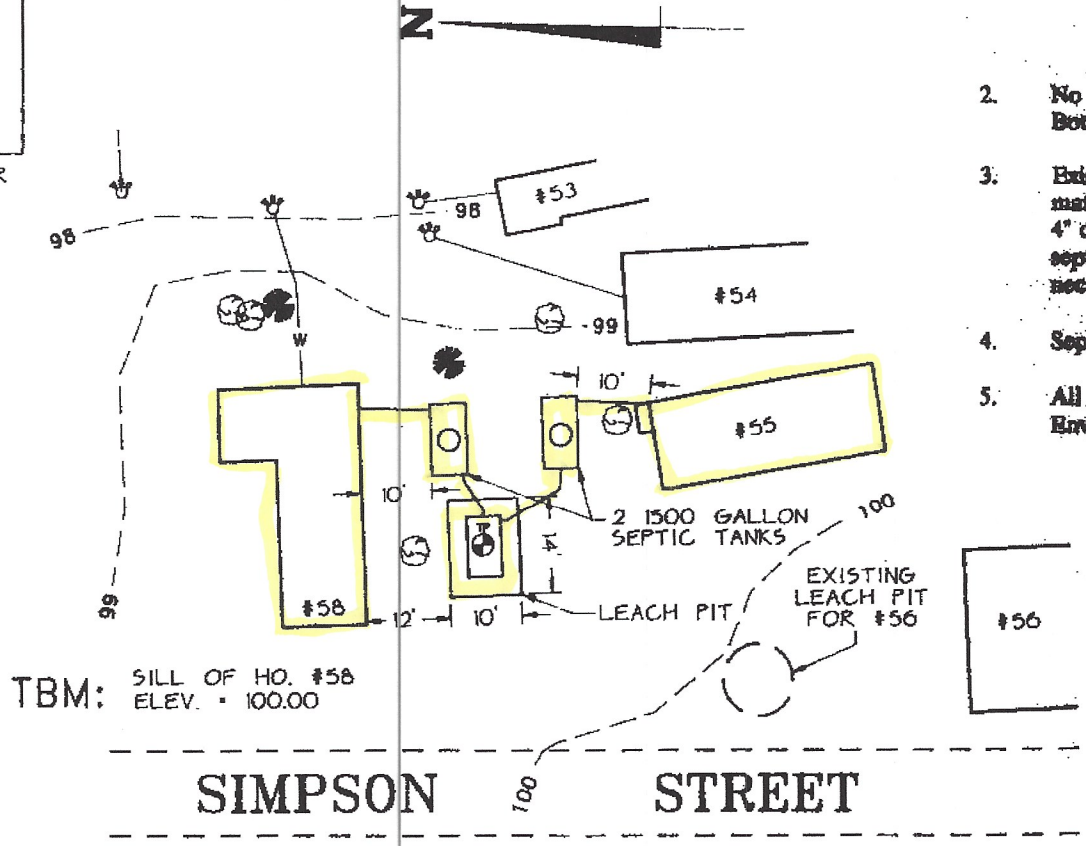 N
R
2. No
Bot
3.
4" c
98
98
#53
#54
99
W
10'
#55
10'
TP
14'
2 1500 GALLON
SEPTIC TANKS
100
99
#58
12'
10'
LEACH PIT
EXISTING
LEACH PIT
FOR #56
#56
4. Sep
5. All
TBM: SILL OF HO. #58
ELEV. = 100.00
100
SIMPSON STREET